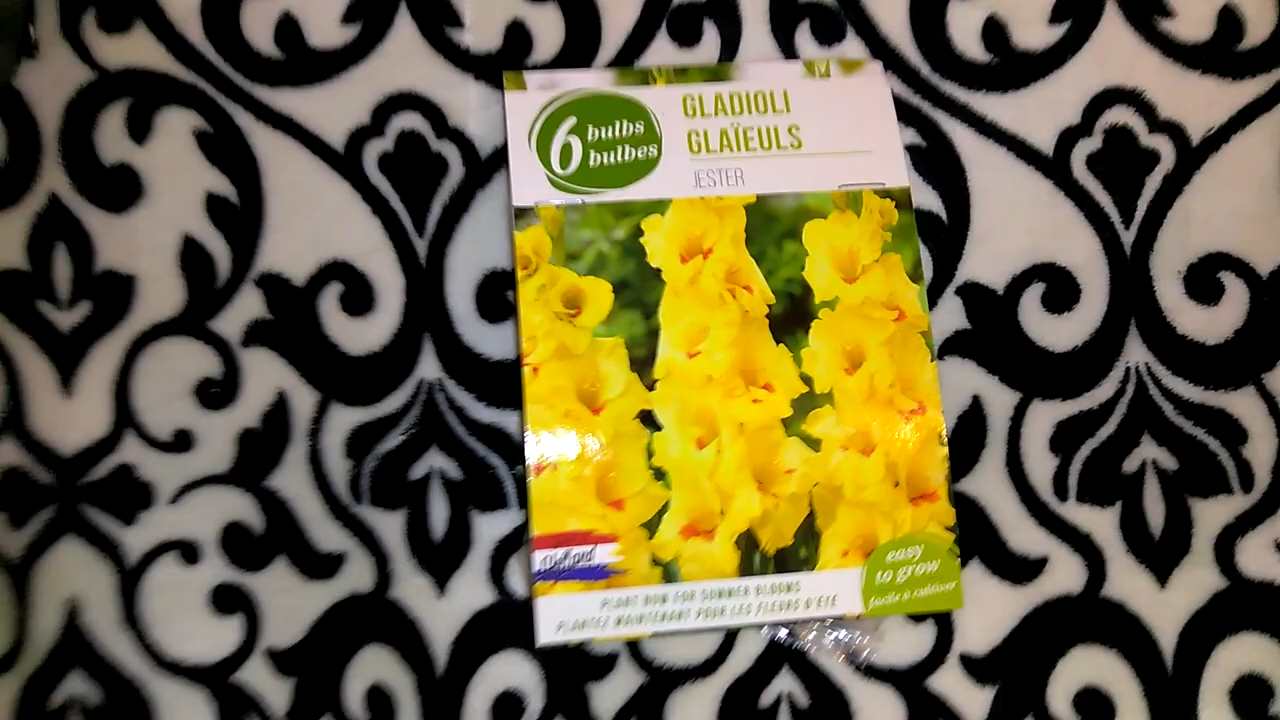 6 bulbs
bulbes
GLADIOLI
GLAÏEULS
JESTER
Holland
easy
to grow
facile à cultiver
PLANT NOW FOR SUMMER BLOOMS
PLANTEZ MAINTENANT POUR LES FLEURS D'ÉTÉ